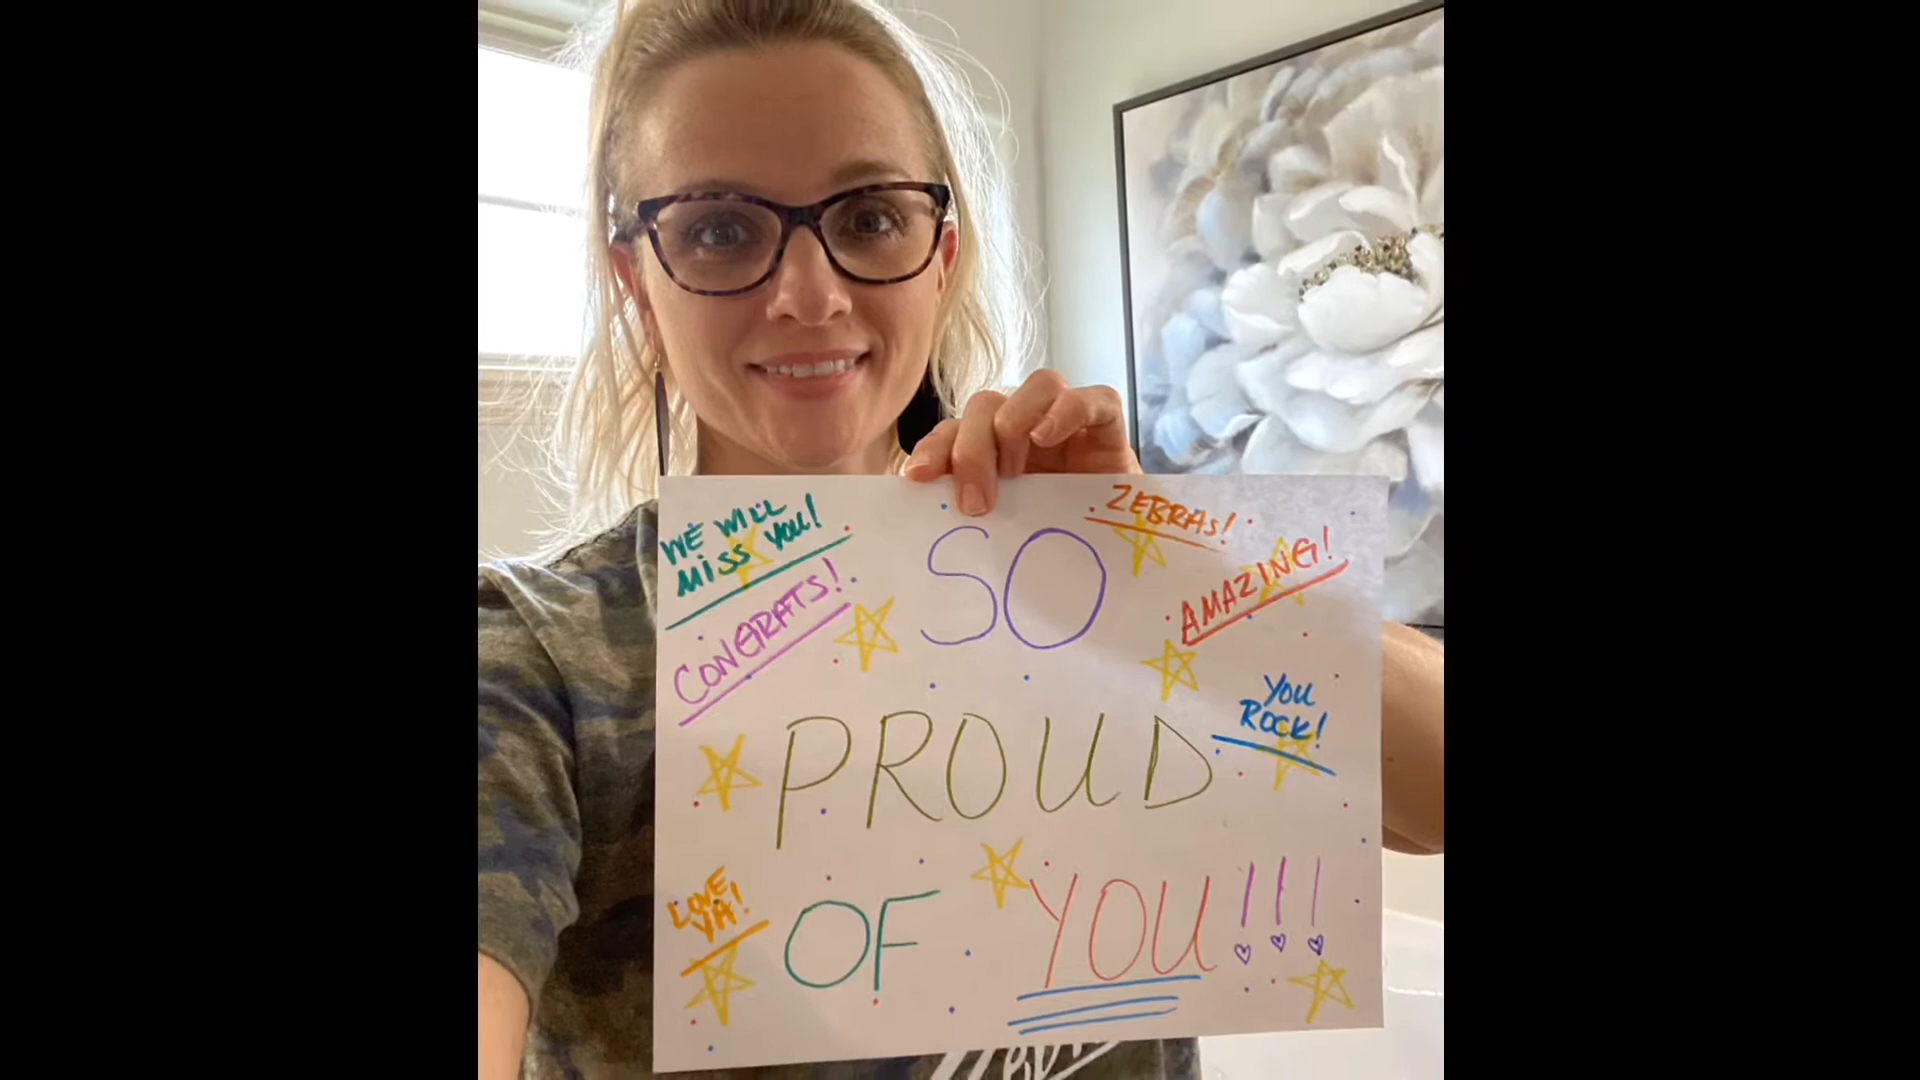 WE WILL
MISS YOU!
CONGRATS!
SO
ZEBRAS!
AMAZING!
YOU
ROCK!
PROUD
LOVE
YA!
OF YOU!!!